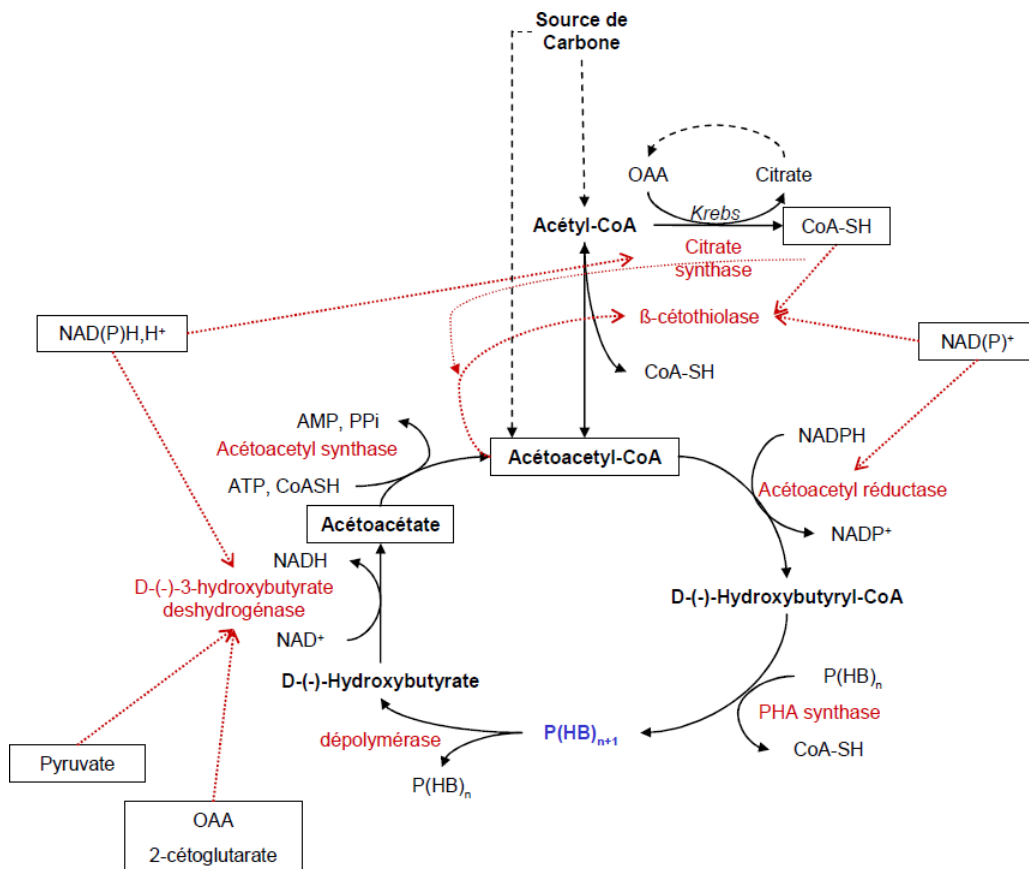 Source de
Carbone
OAA
Citrate
Krebs
Acétyl-CoA
CoA-SH
Citrate
synthase
NAD(P)H,H⁺
ß-cétothiolase
NAD(P)⁺
CoA-SH
AMP, PPi
Acétoacetyl synthase
NADPH
Acétoacetyl-CoA
ATP, CoASH
Acétoacetyl réductase
Acétoacétate
NADP⁺
NADH
D-(-)-3-hydroxybutyrate
deshydrogénase
D-(-)-Hydroxybutyryl-CoA
NAD⁺
D-(-)-Hydroxybutyrate
P(HB)ₙ
PHA synthase
dépolymérase
P(HB)ₙ₊₁
CoA-SH
Pyruvate
P(HB)ₙ
OAA
2-cétoglutarate